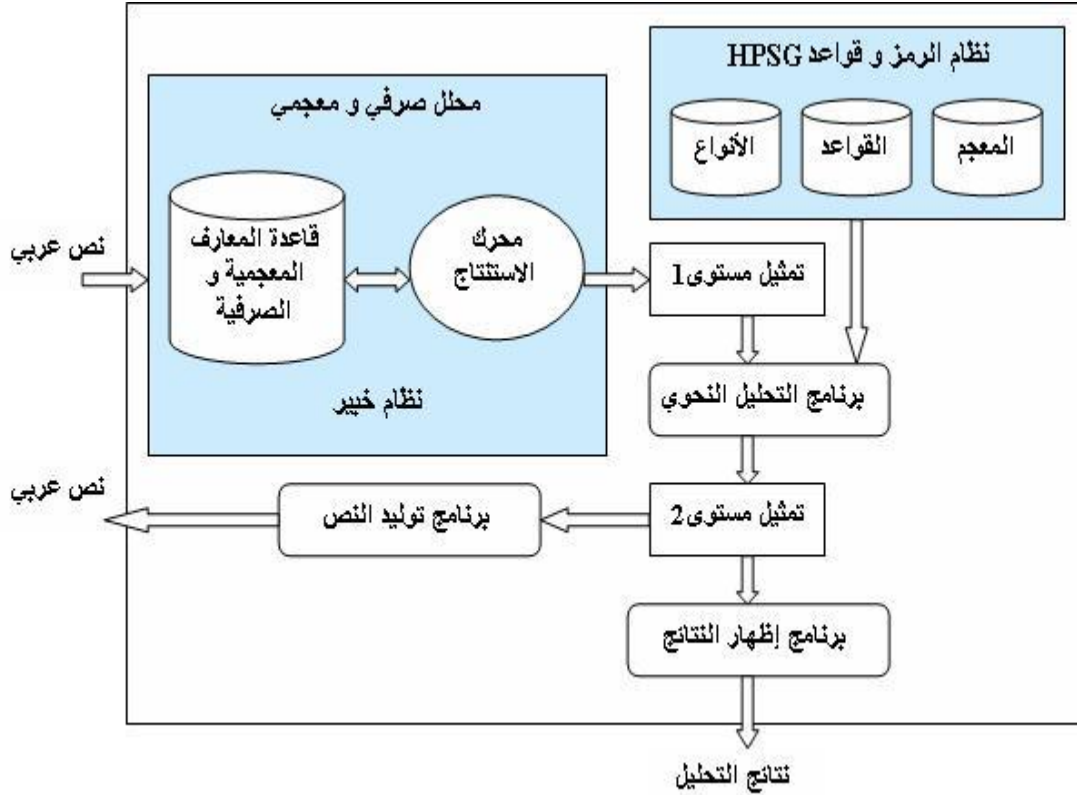 نظام الرمز و قواعد HPSG
المعجم
القواعد
الأنواع
محلل صرفي و معجمي
نص عربي
قاعدة المعارف
المعجمية و
الصرفية
محرك
الاستنتاج
نظام خبير
تمثيل مستوى1
برنامج التحليل النحوي
تمثيل مستوى2
برنامج توليد النص
نص عربي
برنامج إظهار النتائج
نتائج التحليل